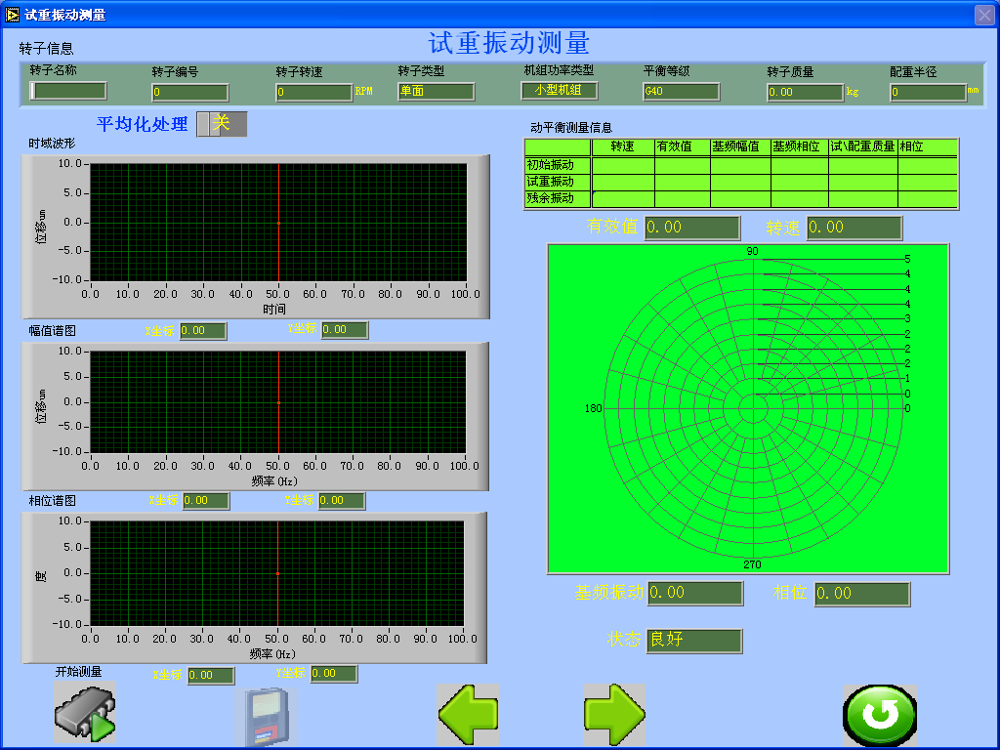 试重振动测量
试重振动测量
转子信息
转子名称 转子编号 转子转速 转子类型 机组功率类型 平衡等级 转子质量 配重半径
0 0 RPM 单面 小型机组 G40 0.00 kg 0 mm
平均化处理 关
时域波形
10.0
5.0
0.0
-5.0
-10.0
位移um
0.0 10.0 20.0 30.0 40.0 50.0 60.0 70.0 80.0 90.0 100.0
时间
幅值谱图 X坐标 0.00 Y坐标 0.00
10.0
5.0
0.0
-5.0
-10.0
位移um
0.0 10.0 20.0 30.0 40.0 50.0 60.0 70.0 80.0 90.0 100.0
频率(Hz)
相位谱图 X坐标 0.00 Y坐标 0.00
10.0
5.0
0.0
-5.0
-10.0
度
0.0 10.0 20.0 30.0 40.0 50.0 60.0 70.0 80.0 90.0 100.0
频率(Hz)
开始测量 X坐标 0.00 Y坐标 0.00
动平衡测量信息
转速 有效值 基频幅值 基频相位 试\配重质量 相位
初始振动
试重振动
残余振动
有效值 0.00 转速 0.00
90
180
270
5
4
4
4
3
2
2
2
1
0
0
基频振动 0.00 相位 0.00
状态 良好